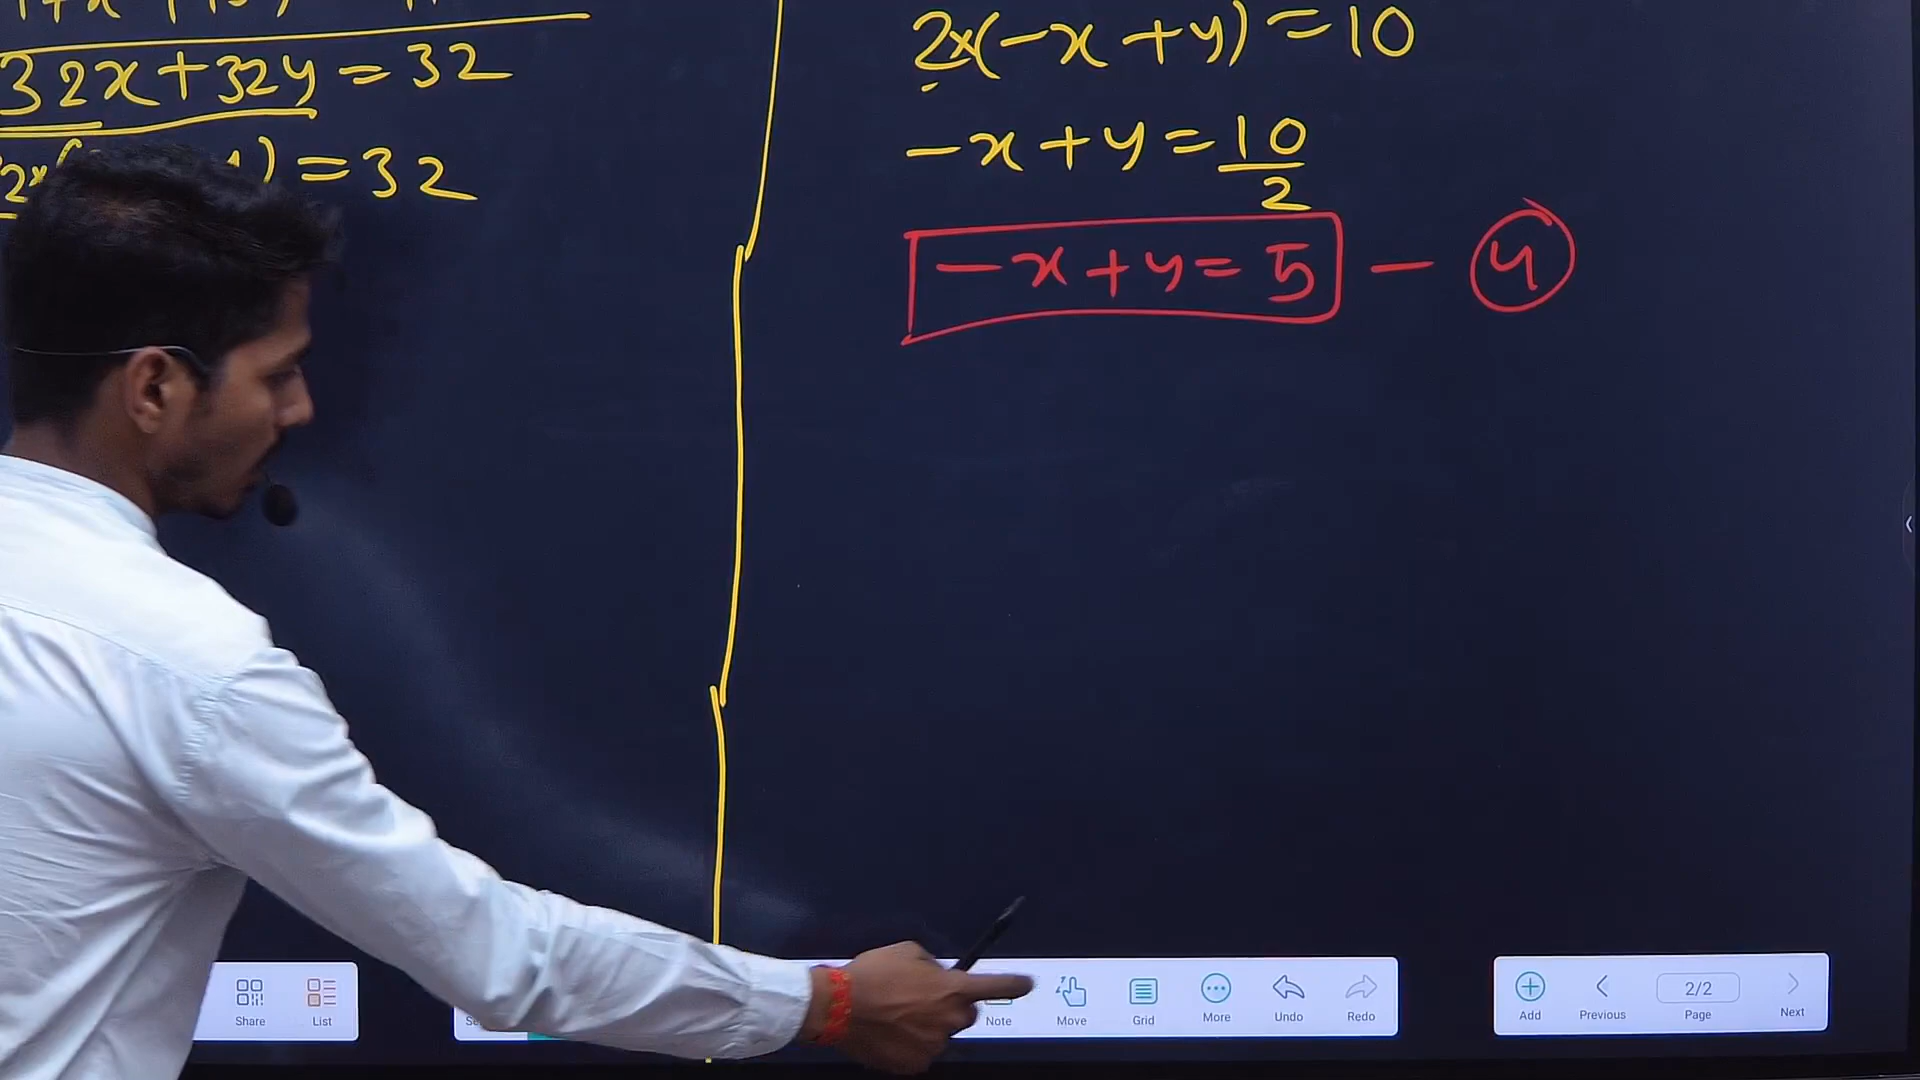 32x+32y=32
)=32
2×(-x+y)=10
-x+y=10/2
-x+y=5 - 4
Share
List
Note
Move
Grid
More
Undo
Redo
Add
Previous
2/2
Page
Next